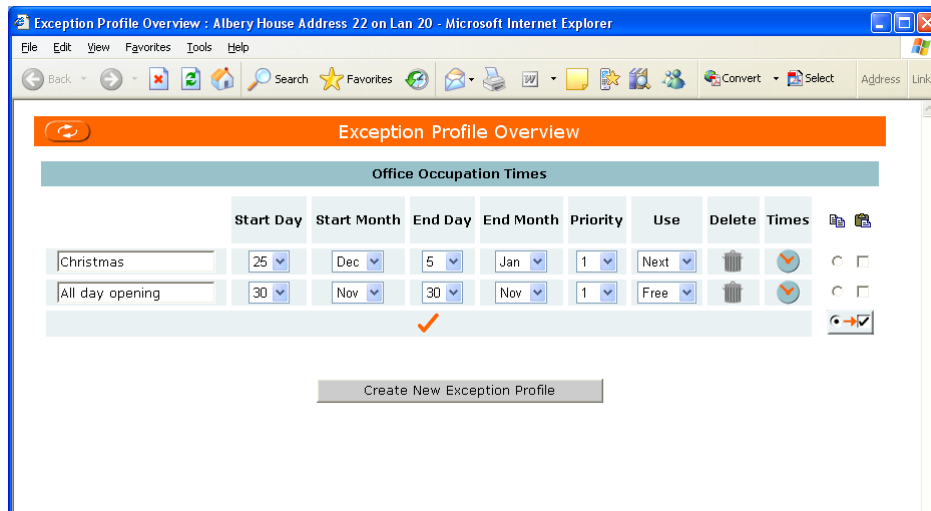 Exception Profile Overview : Albery House Address 22 on Lan 20 - Microsoft Internet Explorer
File Edit View Favorites Tools Help
Back Search Favorites Convert Select Address Link
Exception Profile Overview
Office Occupation Times
Start Day Start Month End Day End Month Priority Use Delete Times
Christmas 25 Dec 5 Jan 1 Next
All day opening 30 Nov 30 Nov 1 Free
Create New Exception Profile